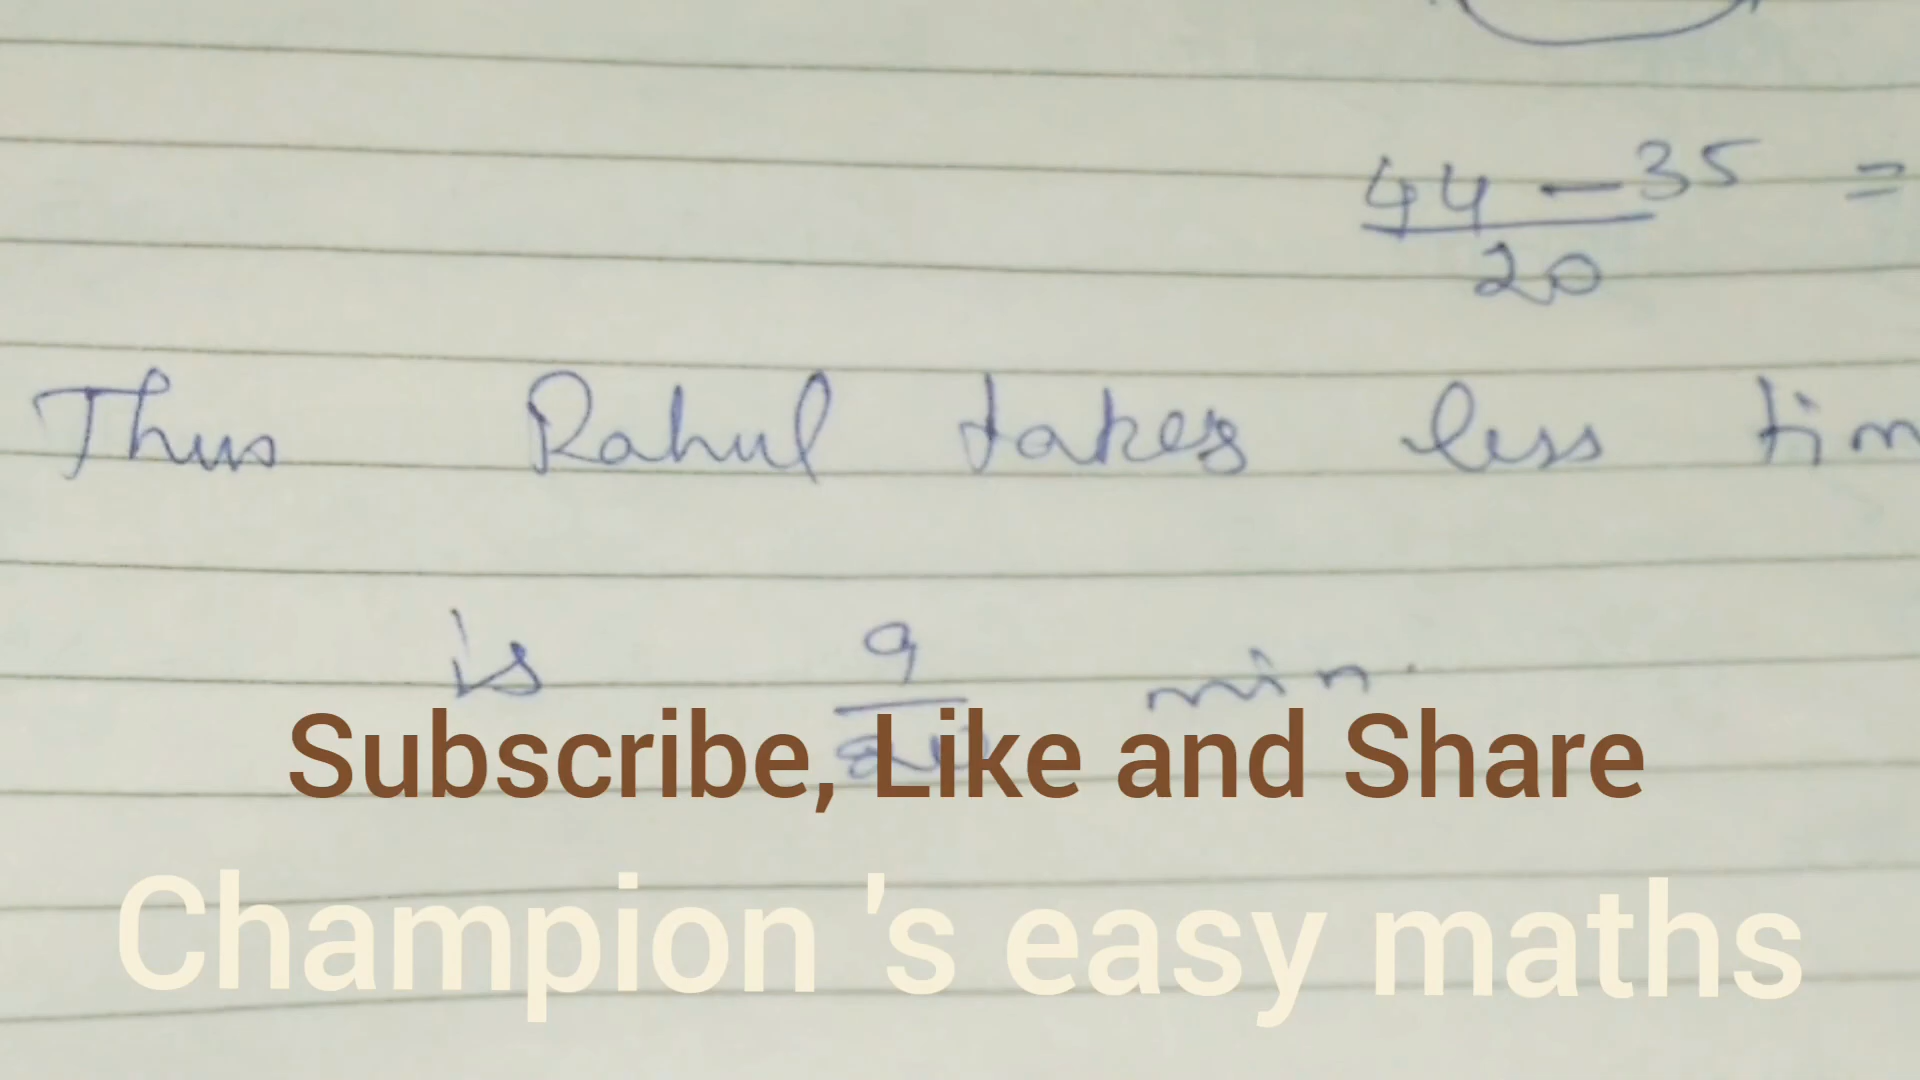 44 - 35 =
20
Thus Rahul takes less tim
is 9 min.
Subscribe, Like and Share
Champion 's easy maths